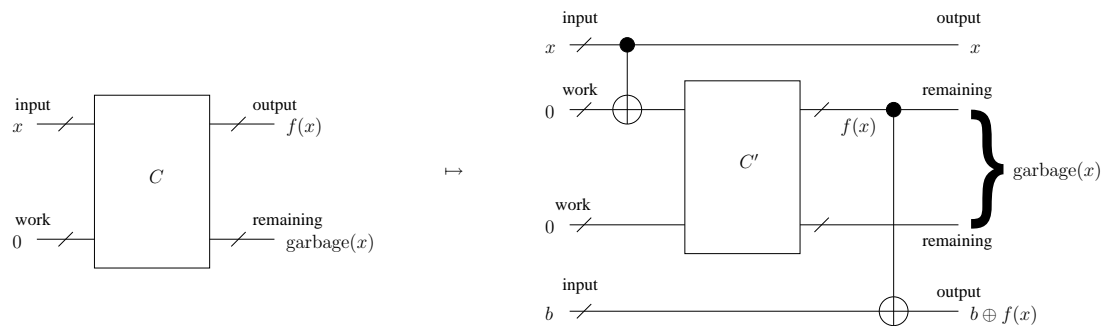 input
x
work
0
C
output
f(x)
remaining
garbage(x)
↦
input
x
work
0
work
0
input
b
C′
f(x)
output
x
remaining
garbage(x)
remaining
output
b ⊕ f(x)